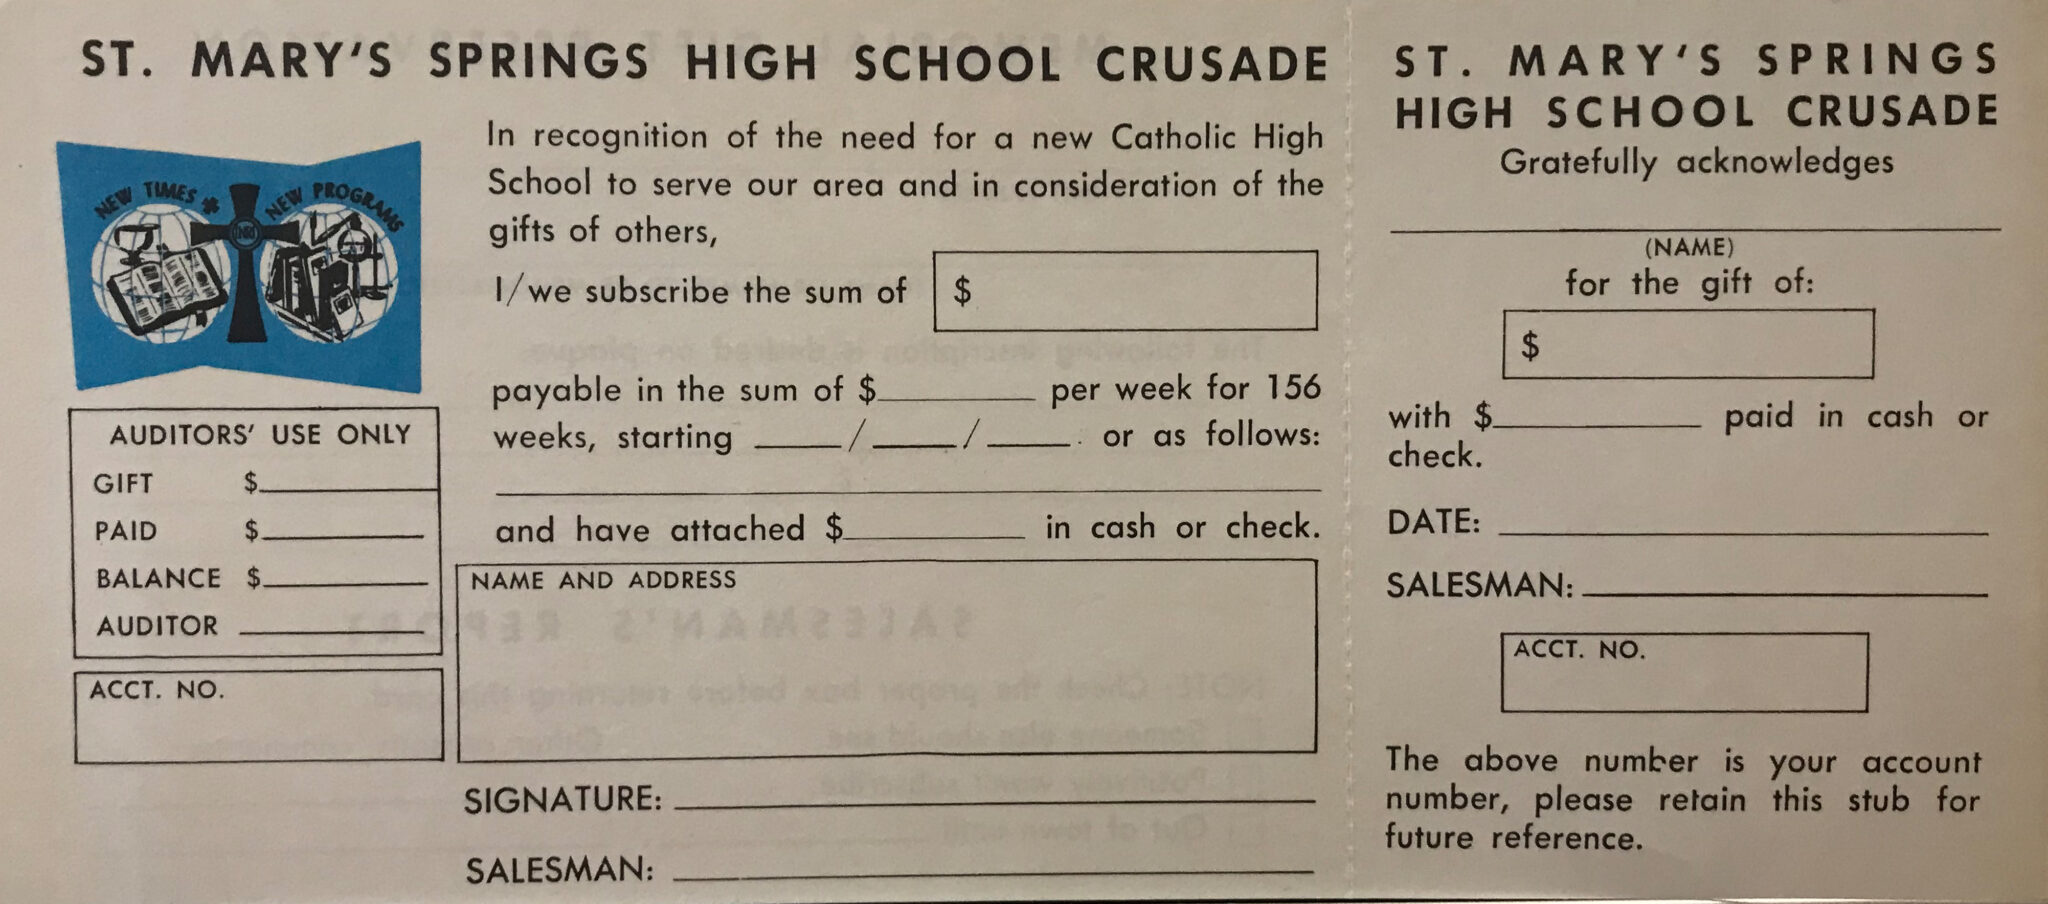 ST. MARY'S SPRINGS HIGH SCHOOL CRUSADE
NEW TIMES + NEW PROGRAMS
INRI
In recognition of the need for a new Catholic High
School to serve our area and in consideration of the
gifts of others,
I/we subscribe the sum of $
payable in the sum of $ per week for 156
weeks, starting / / or as follows:
and have attached $ in cash or check.
AUDITORS' USE ONLY
GIFT $
PAID $
BALANCE $
AUDITOR
ACCT. NO.
NAME AND ADDRESS
SIGNATURE:
SALESMAN:
ST. MARY'S SPRINGS
HIGH SCHOOL CRUSADE
Gratefully acknowledges
(NAME)
for the gift of:
$
with $ paid in cash or
check.
DATE:
SALESMAN:
ACCT. NO.
The above number is your account
number, please retain this stub for
future reference.